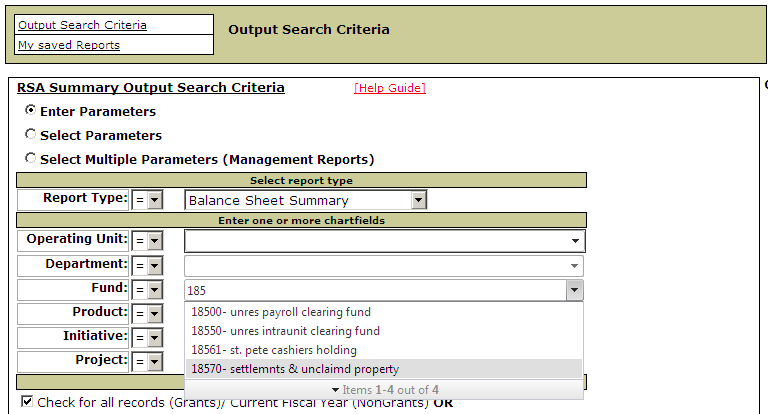 Output Search Criteria
My saved Reports
Output Search Criteria
RSA Summary Output Search Criteria [Help Guide]
Enter Parameters
Select Parameters
Select Multiple Parameters (Management Reports)
Select report type
Report Type: = Balance Sheet Summary
Enter one or more chartfields
Operating Unit: =
Department: =
Fund: = 185
Product: =
Initiative: =
Project: =
18500- unres payroll clearing fund
18550- unres intraunit clearing fund
18561- st. pete cashiers holding
18570- settlemnts & unclaimd property
Items 1-4 out of 4
Check for all records (Grants)/ Current Fiscal Year (NonGrants) OR